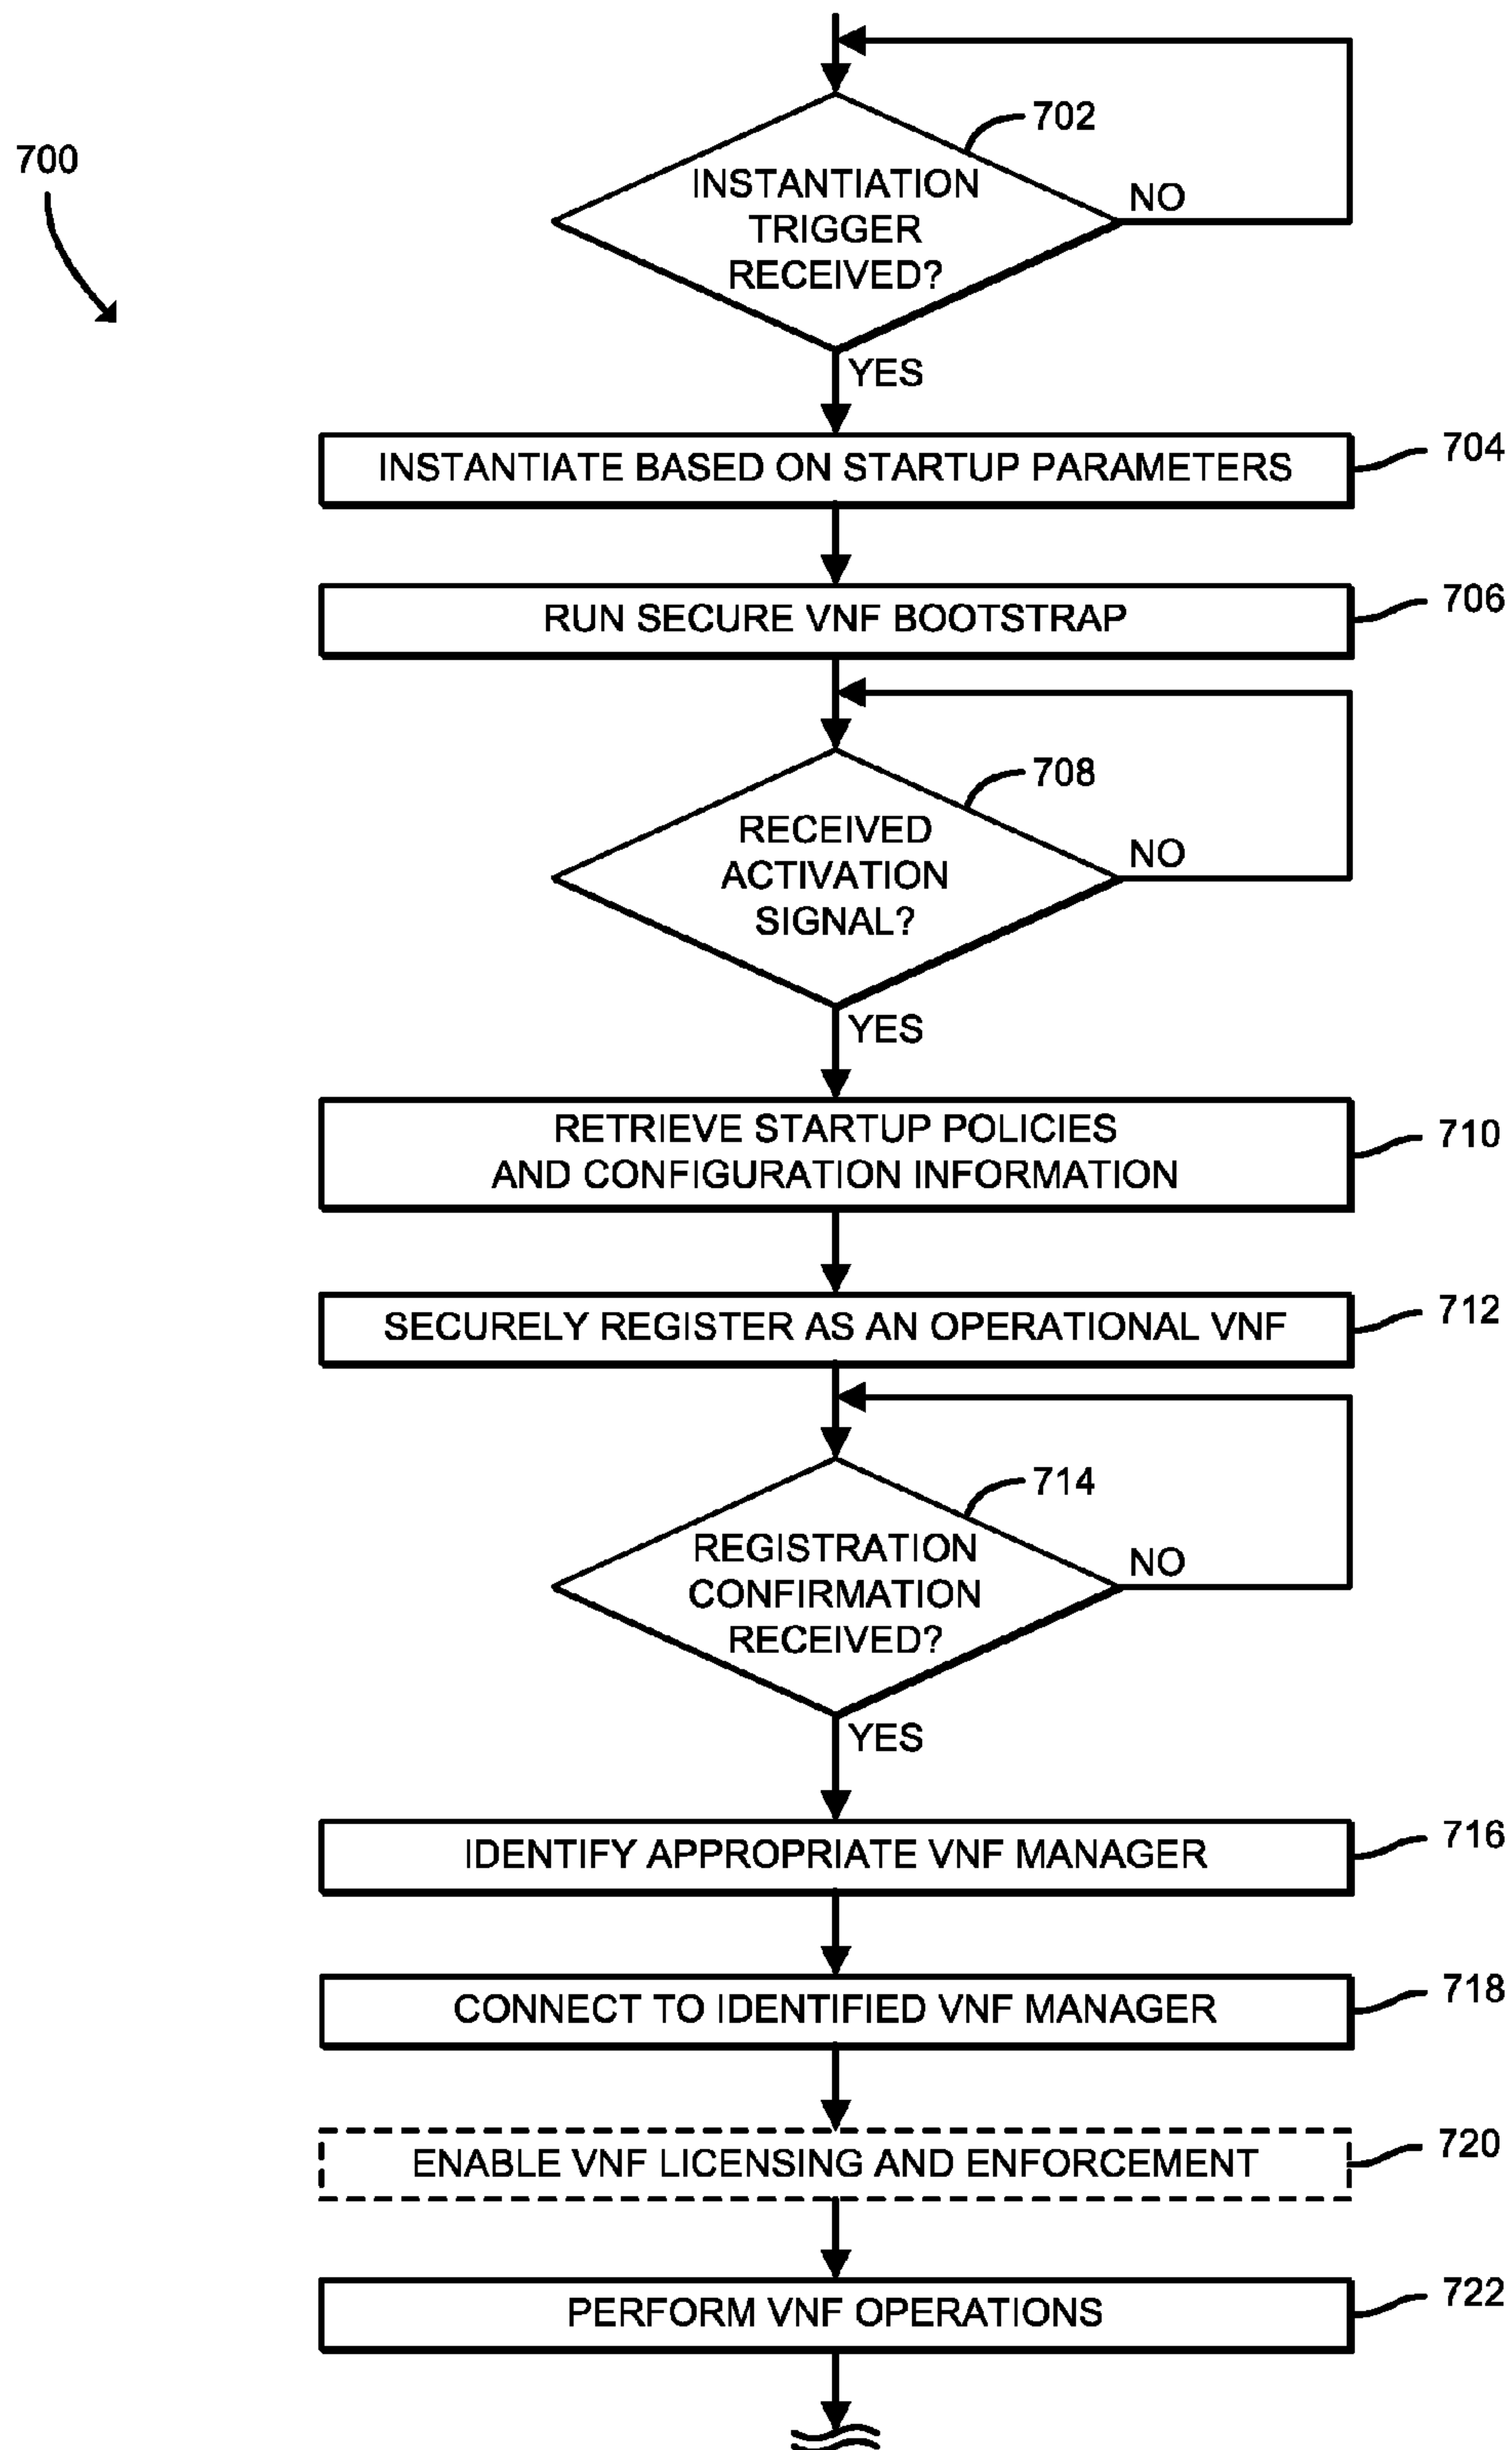 702
700
INSTANTIATION
TRIGGER
RECEIVED?
NO
YES
INSTANTIATE BASED ON STARTUP PARAMETERS
704
RUN SECURE VNF BOOTSTRAP
706
708
RECEIVED
ACTIVATION
SIGNAL?
NO
YES
RETRIEVE STARTUP POLICIES
AND CONFIGURATION INFORMATION
710
SECURELY REGISTER AS AN OPERATIONAL VNF
712
714
REGISTRATION
CONFIRMATION
RECEIVED?
NO
YES
IDENTIFY APPROPRIATE VNF MANAGER
716
CONNECT TO IDENTIFIED VNF MANAGER
718
ENABLE VNF LICENSING AND ENFORCEMENT
720
PERFORM VNF OPERATIONS
722